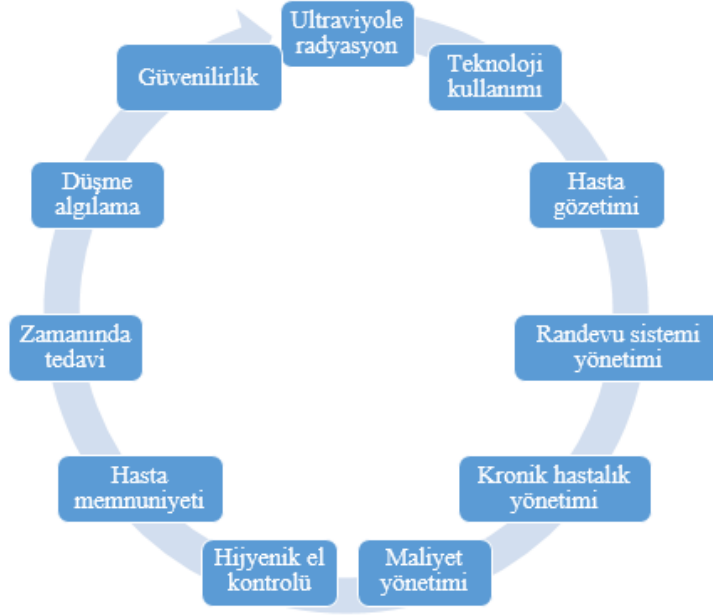 Ultraviyole
radyasyon
Teknoloji
kullanımı
Hasta
gözetimi
Randevu sistemi
yönetimi
Kronik hastalık
yönetimi
Maliyet
yönetimi
Hijyenik el
kontrolü
Hasta
memnuniyeti
Zamanında
tedavi
Düşme
algılama
Güvenilirlik